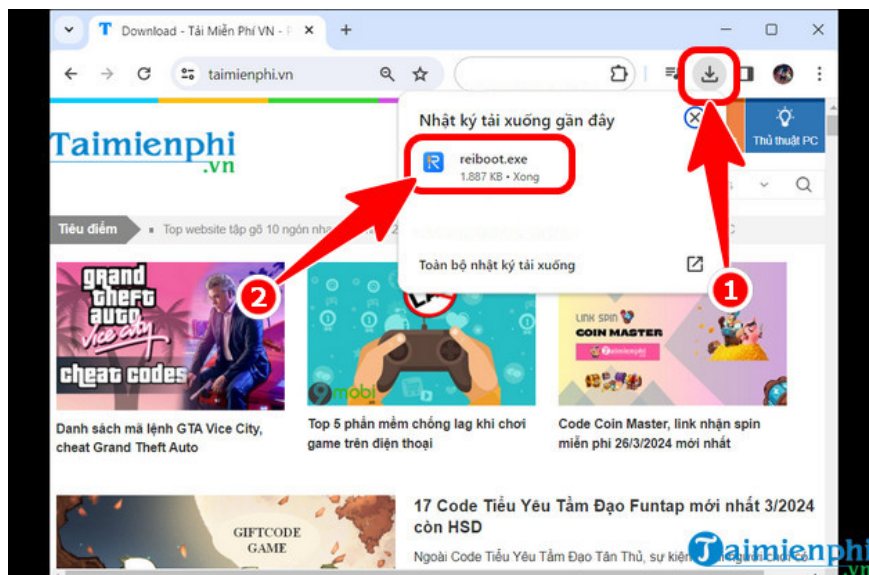 Download - Tải Miễn Phí VN - P
taimienphi.vn
Nhật ký tải xuống gần đây
reiboot.exe
1.887 KB • Xong
Toàn bộ nhật ký tải xuống
1
2
Thủ thuật PC
Taimienphi
.vn
Tiêu điểm
Top website tập gõ 10 ngón
grand
theft
auto
Vice city
cheat codes
9mobi
LINK SPIN
COIN MASTER
Taimienphi
Danh sách mã lệnh GTA Vice City,
cheat Grand Theft Auto
Top 5 phần mềm chống lag khi chơi
game trên điện thoại
Code Coin Master, link nhận spin
miễn phí 26/3/2024 mới nhất
GIFTCODE
GAME
17 Code Tiểu Yêu Tầm Đạo Funtap mới nhất 3/2024
còn HSD
Ngoài Code Tiểu Yêu Tầm Đạo Tân Thủ, sự
Taimienphi
.vn